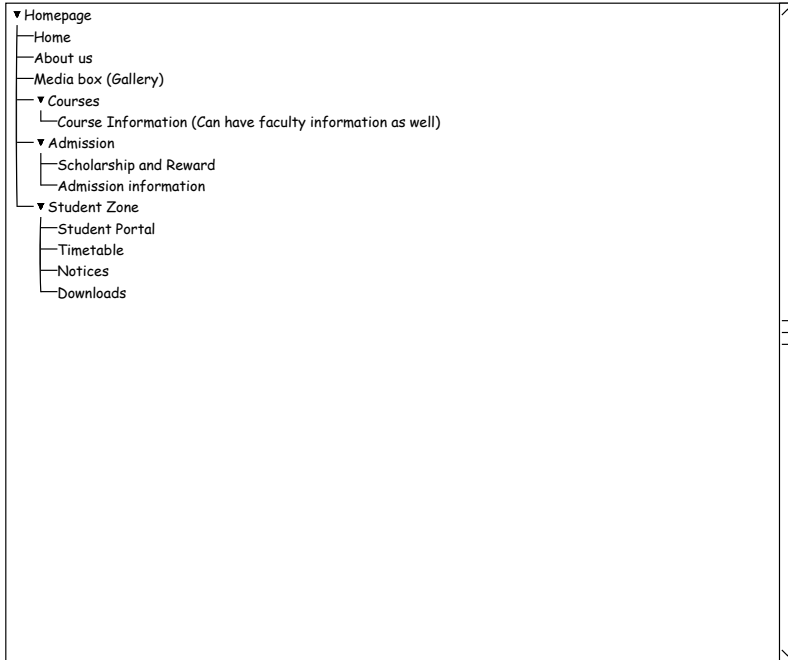 Homepage
Home
About us
Media box (Gallery)
Courses
Course Information (Can have faculty information as well)
Admission
Scholarship and Reward
Admission information
Student Zone
Student Portal
Timetable
Notices
Downloads